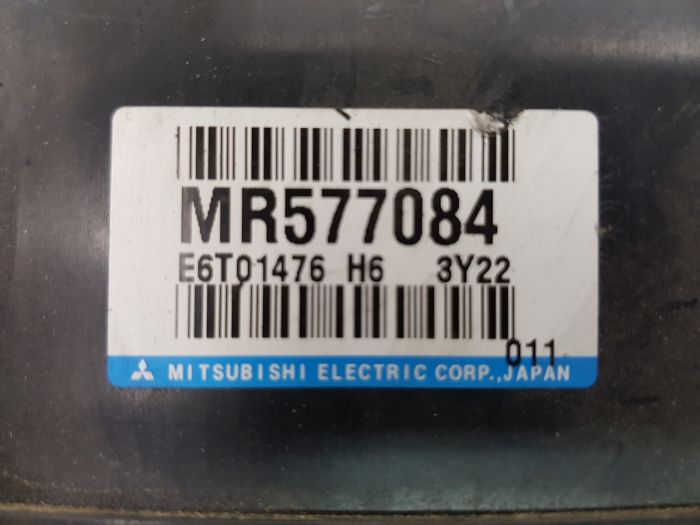 MR577084
E6T01476 H6 3Y22
011
MITSUBISHI ELECTRIC CORP.,JAPAN